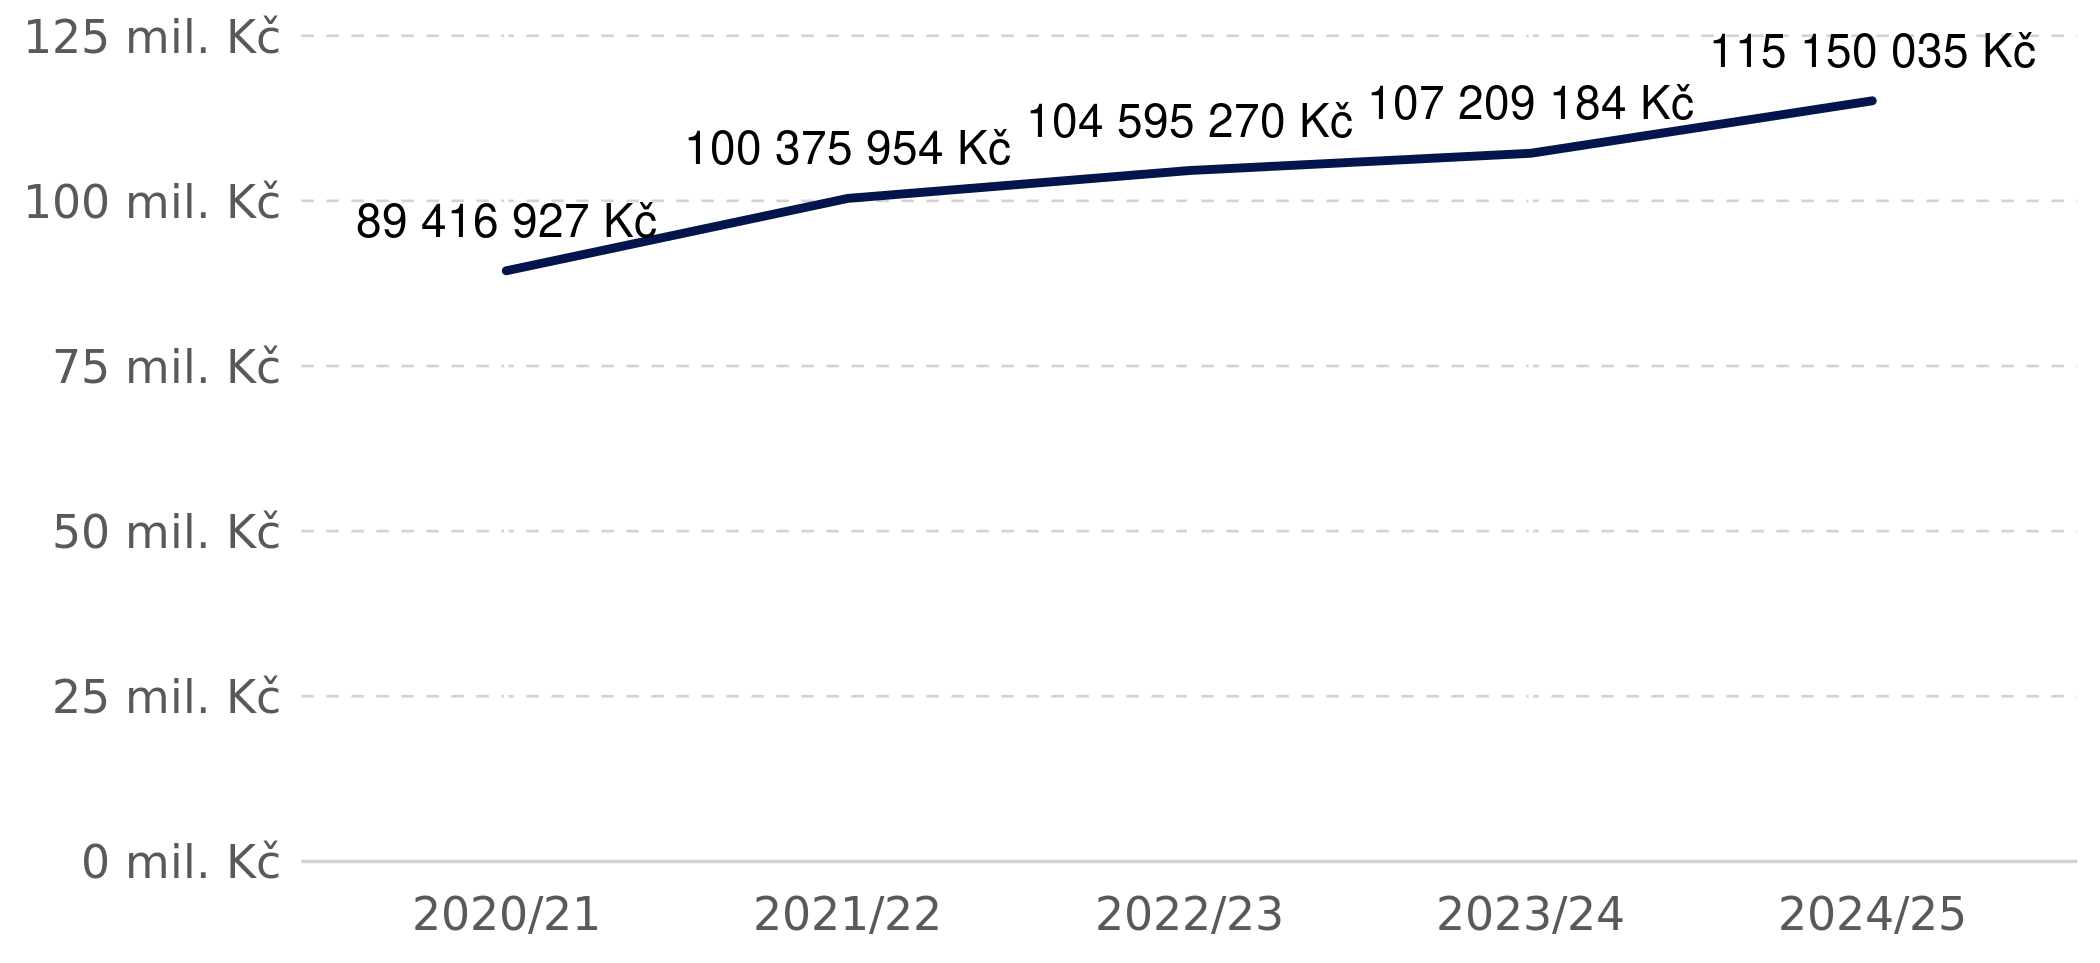 125 mil. Kč
115 150 035 Kč
107 209 184 Kč
104 595 270 Kč
100 375 954 Kč
100 mil. Kč
89 416 927 Kč
75 mil. Kč
50 mil. Kč
25 mil. Kč
0 mil. Kč
2020/21
2021/22
2022/23
2023/24
2024/25